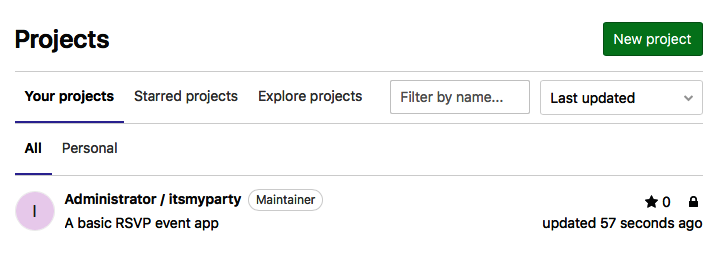 Projects
New project
Your projects Starred projects Explore projects Filter by name... Last updated
All Personal
I Administrator / itsmyparty Maintainer 0
A basic RSVP event app updated 57 seconds ago